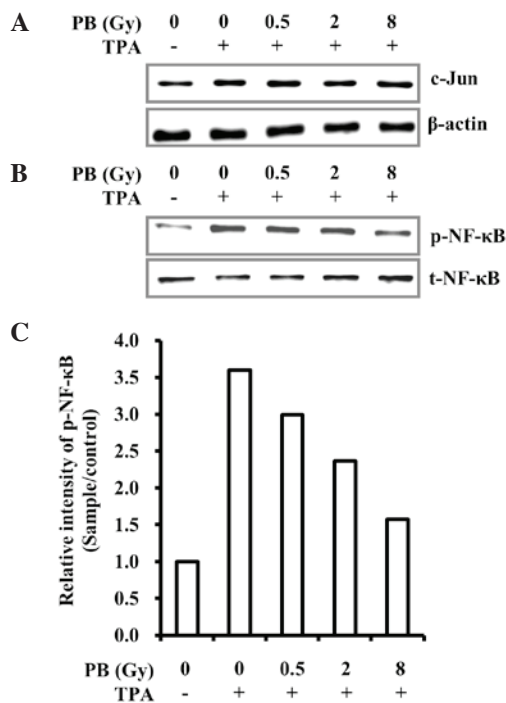 A
PB (Gy) 0 0 0.5 2 8
TPA - + + + +
c-Jun
β-actin
B
PB (Gy) 0 0 0.5 2 8
TPA - + + + +
p-NF-κB
t-NF-κB
C
Relative intensity of p-NF-κB
(Sample/control)
4.0
3.5
3.0
2.5
2.0
1.5
1.0
0.5
0.0
PB (Gy) 0 0 0.5 2 8
TPA - + + + +